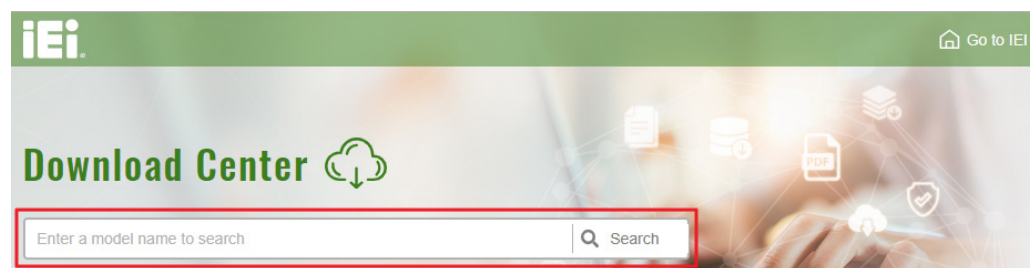 iEi
Go to IEI
Download Center
Enter a model name to search
Search
PDF